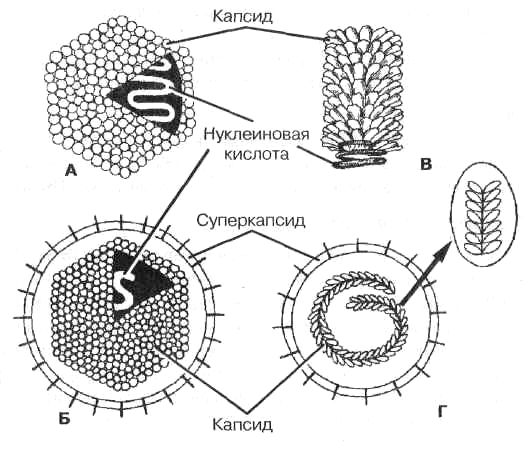 Капсид
Нуклеиновая
кислота
А
В
Суперкапсид
Б
Г
Капсид